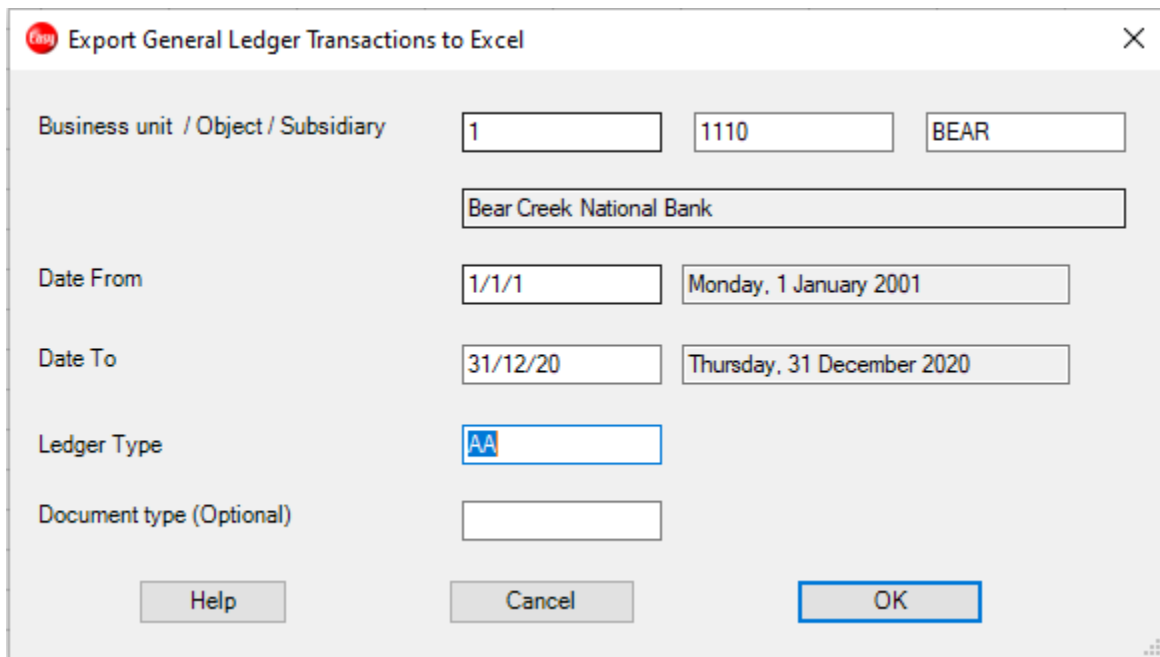 Easy Export General Ledger Transactions to Excel
Business unit / Object / Subsidiary 1 1110 BEAR
Bear Creek National Bank
Date From 1/1/1 Monday, 1 January 2001
Date To 31/12/20 Thursday, 31 December 2020
Ledger Type AA
Document type (Optional)
Help Cancel OK